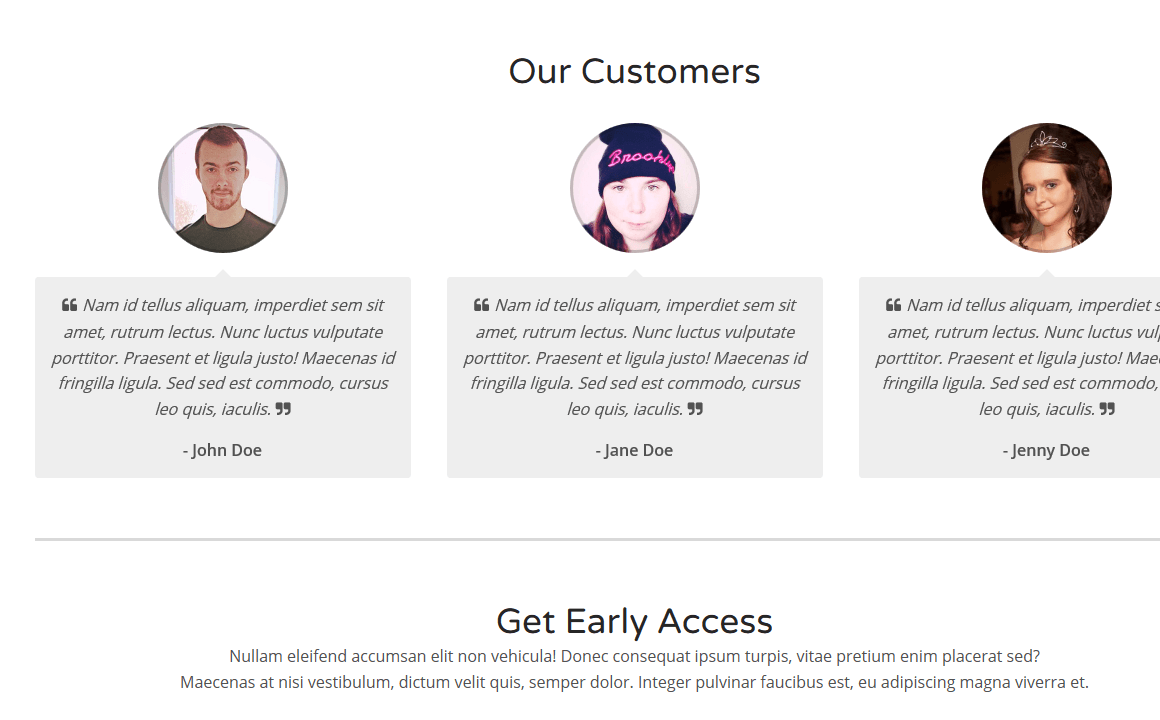 Our Customers
Brooklyn
❝ Nam id tellus aliquam, imperdiet sem sit
amet, rutrum lectus. Nunc luctus vulputate
porttitor. Praesent et ligula justo! Maecenas id
fringilla ligula. Sed sed est commodo, cursus
leo quis, iaculis. ❞
- John Doe
❝ Nam id tellus aliquam, imperdiet sem sit
amet, rutrum lectus. Nunc luctus vulputate
porttitor. Praesent et ligula justo! Maecenas id
fringilla ligula. Sed sed est commodo, cursus
leo quis, iaculis. ❞
- Jane Doe
❝ Nam id tellus aliquam, imperdiet s
amet, rutrum lectus. Nunc luctus vul
porttitor. Praesent et ligula justo! Mae
fringilla ligula. Sed sed est commodo,
leo quis, iaculis. ❞
- Jenny Doe
Get Early Access
Nullam eleifend accumsan elit non vehicula! Donec consequat ipsum turpis, vitae pretium enim placerat sed?
Maecenas at nisi vestibulum, dictum velit quis, semper dolor. Integer pulvinar faucibus est, eu adipiscing magna viverra et.